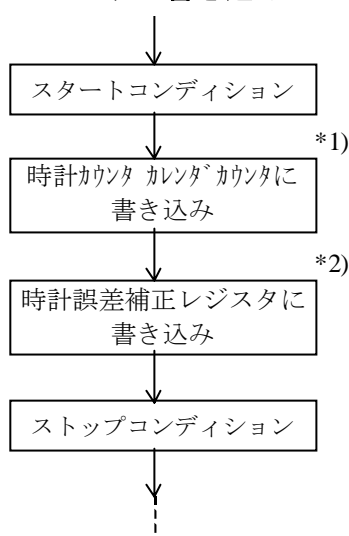 スタートコンディション
*1)
時計ｶｳﾝﾀ ｶﾚﾝﾀﾞｶｳﾝﾀに
書き込み
*2)
時計誤差補正レジスタに
書き込み
ストップコンディション